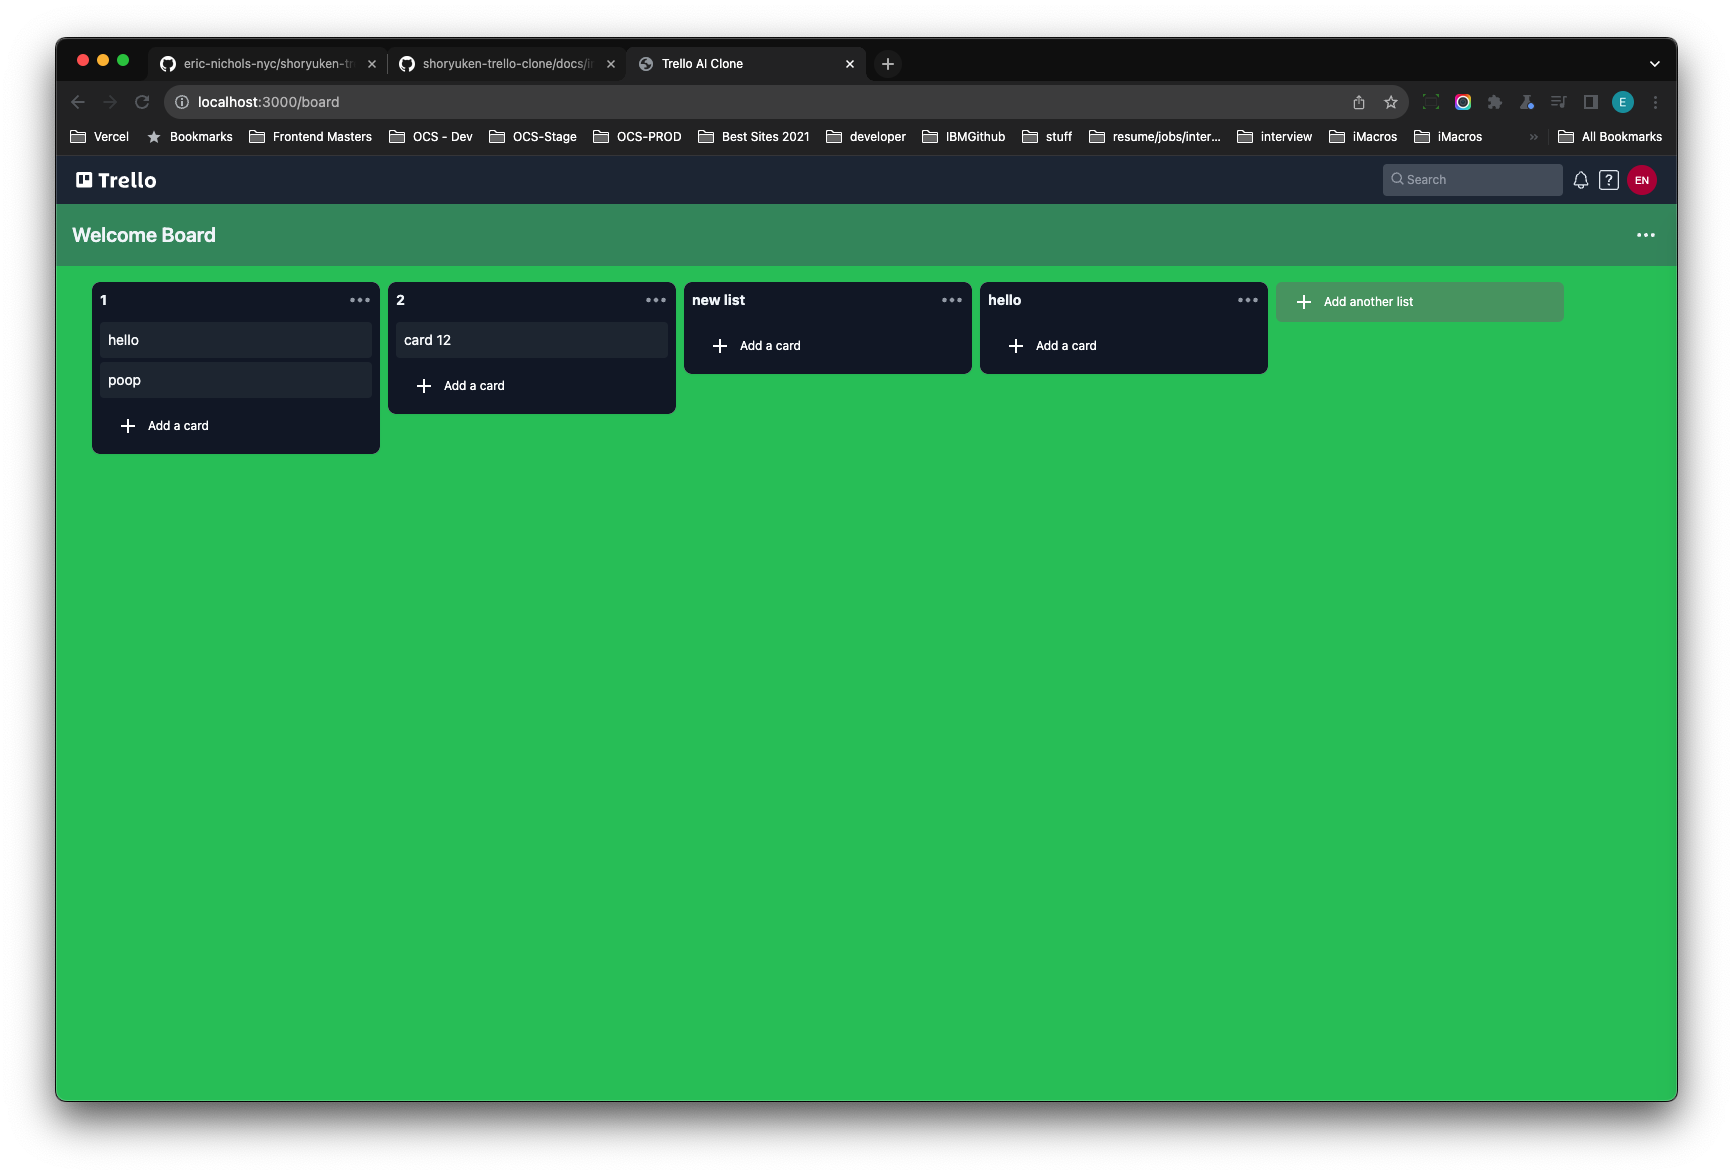 eric-nichols-nyc/shoryuken-tr
shoryuken-trello-clone/docs/i
Trello AI Clone
localhost:3000/board
E
Vercel
Bookmarks
Frontend Masters
OCS - Dev
OCS-Stage
OCS-PROD
Best Sites 2021
developer
IBMGithub
stuff
resume/jobs/inter...
interview
iMacros
iMacros
»
All Bookmarks
Trello
Search
?
EN
Welcome Board
1
hello
poop
Add a card
2
card 12
Add a card
new list
Add a card
hello
Add a card
Add another list